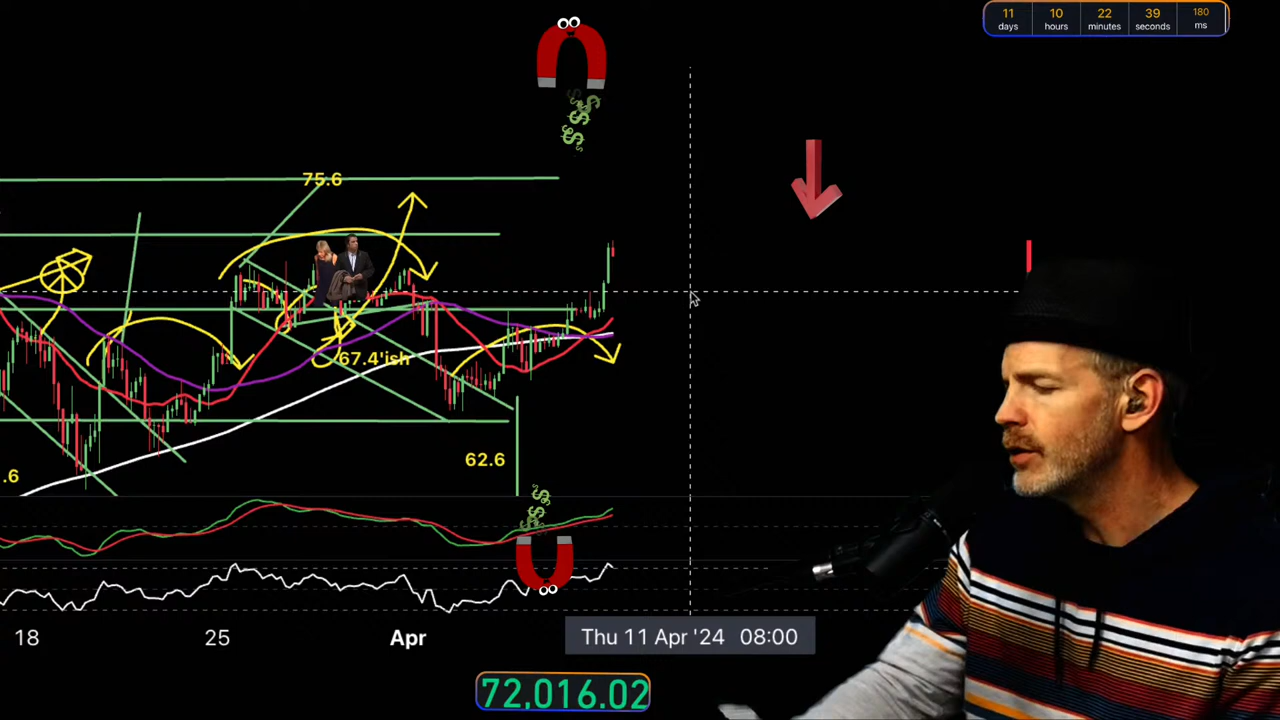 11 10 22 39 180
days hours minutes seconds ms
75.6
67.4'ish
.6
62.6
18 25 Apr Thu 11 Apr '24 08:00
72,016.02